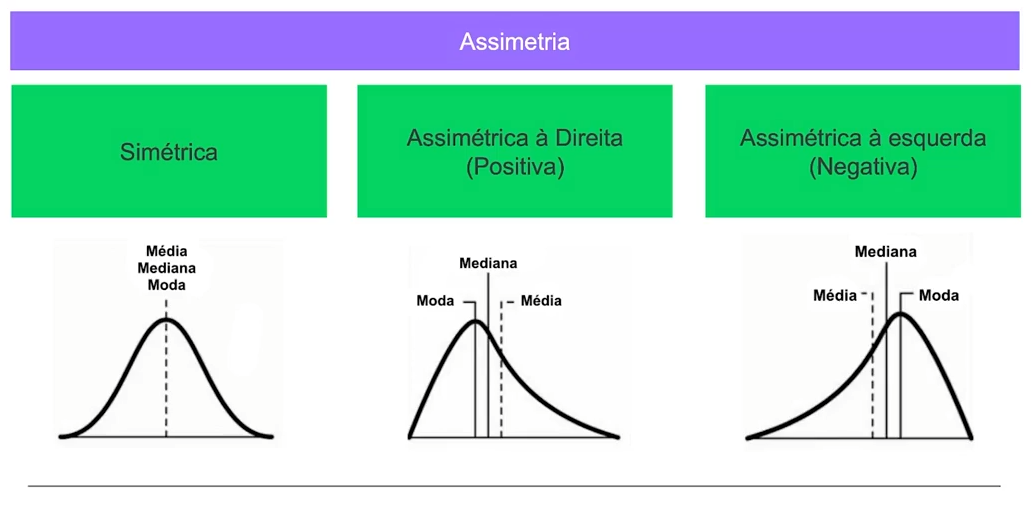 Assimetria
Simétrica
Assimétrica à Direita
(Positiva)
Assimétrica à esquerda
(Negativa)
Média
Mediana
Moda
Mediana
Moda
Média
Mediana
Média
Moda